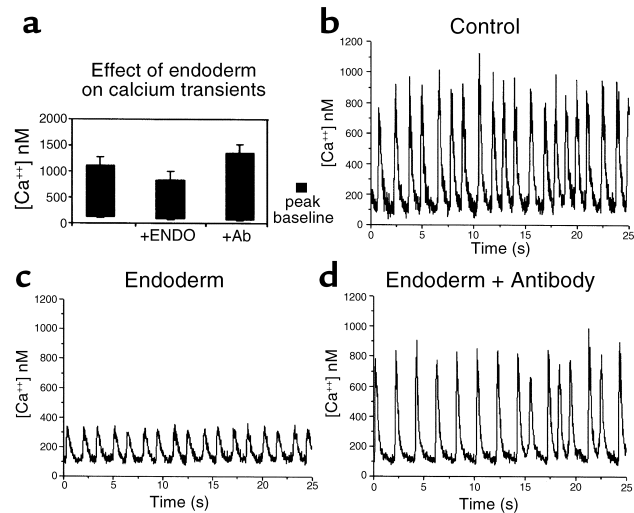 a
Effect of endoderm
on calcium transients
[Ca++] nM
2000
1500
1000
500
0
+ENDO
+Ab
peak
baseline
b
Control
[Ca++] nM
1200
1000
800
600
400
200
0
0
5
10
15
20
25
Time (s)
c
Endoderm
[Ca++] nM
1200
1000
800
600
400
200
0
0
5
10
15
20
25
Time (s)
d
Endoderm + Antibody
[Ca++] nM
1200
1000
800
600
400
200
0
0
5
10
15
20
25
Time (s)